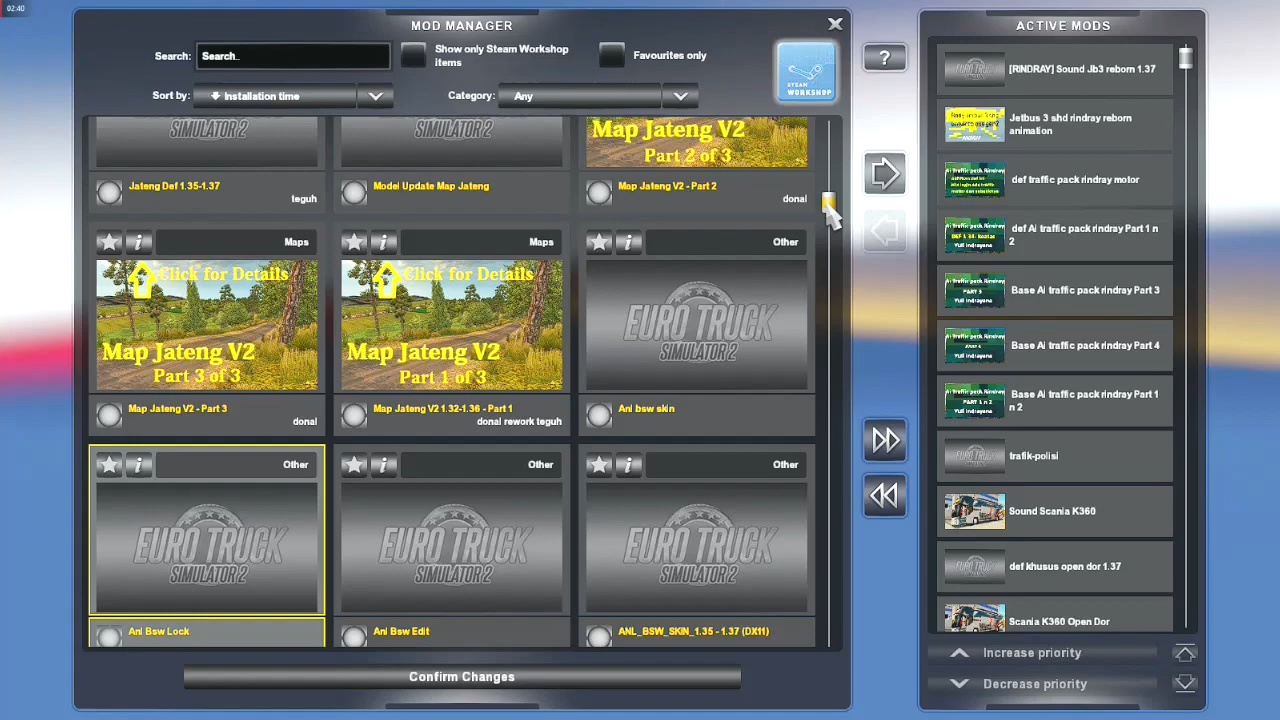 02:40
MOD MANAGER
Search:
Search..
Show only Steam Workshop
items
Favourites only
STEAM
WORKSHOP
Sort by:
Installation time
Category:
Any
SIMULATOR 2
SIMULATOR 2
Map Jateng V2
Part 2 of 3
Jateng Def 1.35-1.37
teguh
Model Update Map Jateng
Map Jateng V2 - Part 2
donal
Maps
Maps
Other
Click for Details
Map Jateng V2
Part 3 of 3
Click for Details
Map Jateng V2
Part 1 of 3
EURO TRUCK
SIMULATOR 2
Map Jateng V2 - Part 3
donal
Map Jateng V2 1.32-1.36 - Part 1
donal rework teguh
Ani bsw skin
Other
Other
Other
EURO TRUCK
SIMULATOR 2
EURO TRUCK
SIMULATOR 2
EURO TRUCK
SIMULATOR 2
Ani Bsw Lock
Ani Bsw Edit
ANL_BSW_SKIN_1.35 - 1.37 (DX11)
Confirm Changes
?
ACTIVE MODS
[RINDRAY] Sound Jb3 reborn 1.37
Jetbus 3 shd rindray reborn
animation
def traffic pack rindray motor
def Ai traffic pack rindray Part 1 n
2
Base Ai traffic pack rindray Part 3
Base Ai traffic pack rindray Part 4
Base Ai traffic pack rindray Part 1
n 2
trafik-polisi
Sound Scania K360
def khusus open dor 1.37
Scania K360 Open Dor
Increase priority
Decrease priority